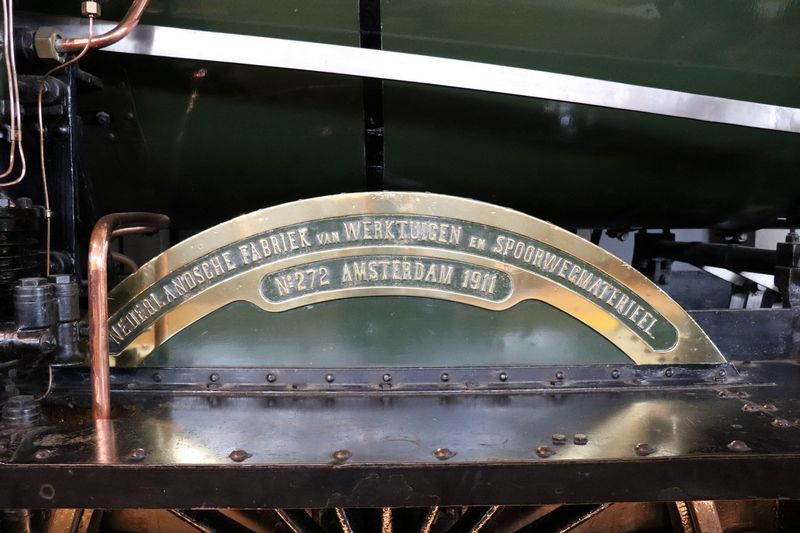 NEDERLANDSCHE FABRIEK VAN WERKTUIGEN EN SPOORWEGMATERIEEL.
No 272 AMSTERDAM 1911